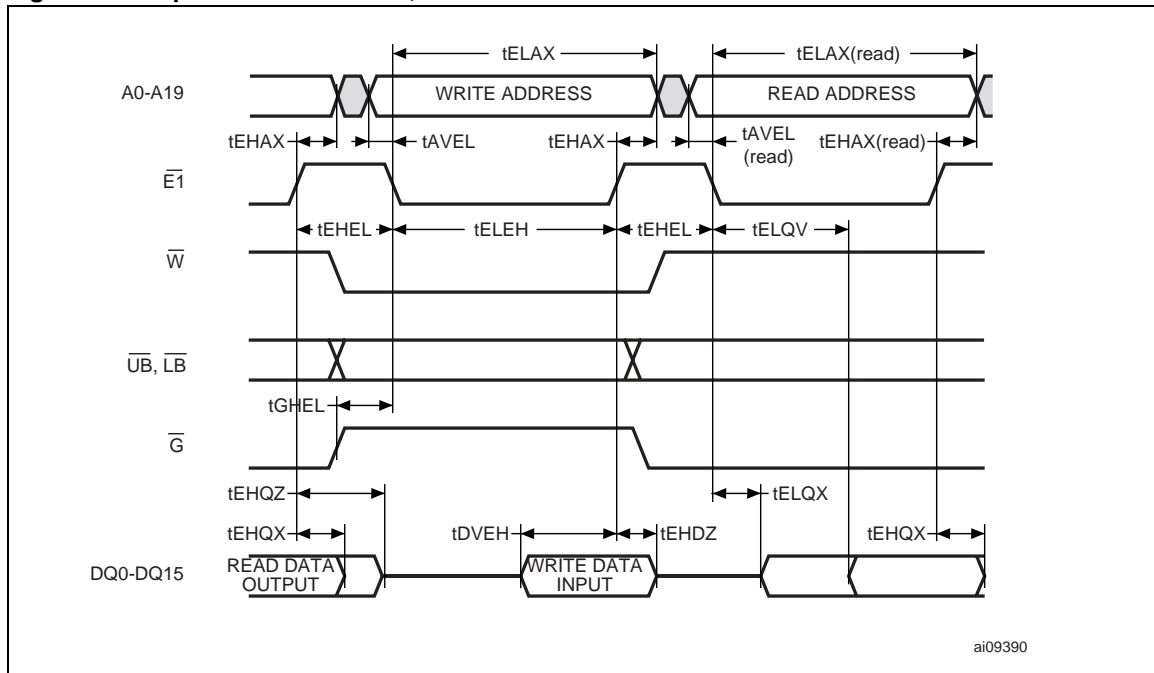 tELAX tELAX(read)
A0-A19 WRITE ADDRESS READ ADDRESS
tEHAX tAVEL tEHAX tAVEL (read) tEHAX(read)
E1
tEHEL tELEH tEHEL tELQV
W
UB, LB
tGHEL
G
tEHQZ tELQX
tEHQX tDVEH tEHDZ tEHQX
DQ0-DQ15 READ DATA OUTPUT WRITE DATA INPUT
ai09390